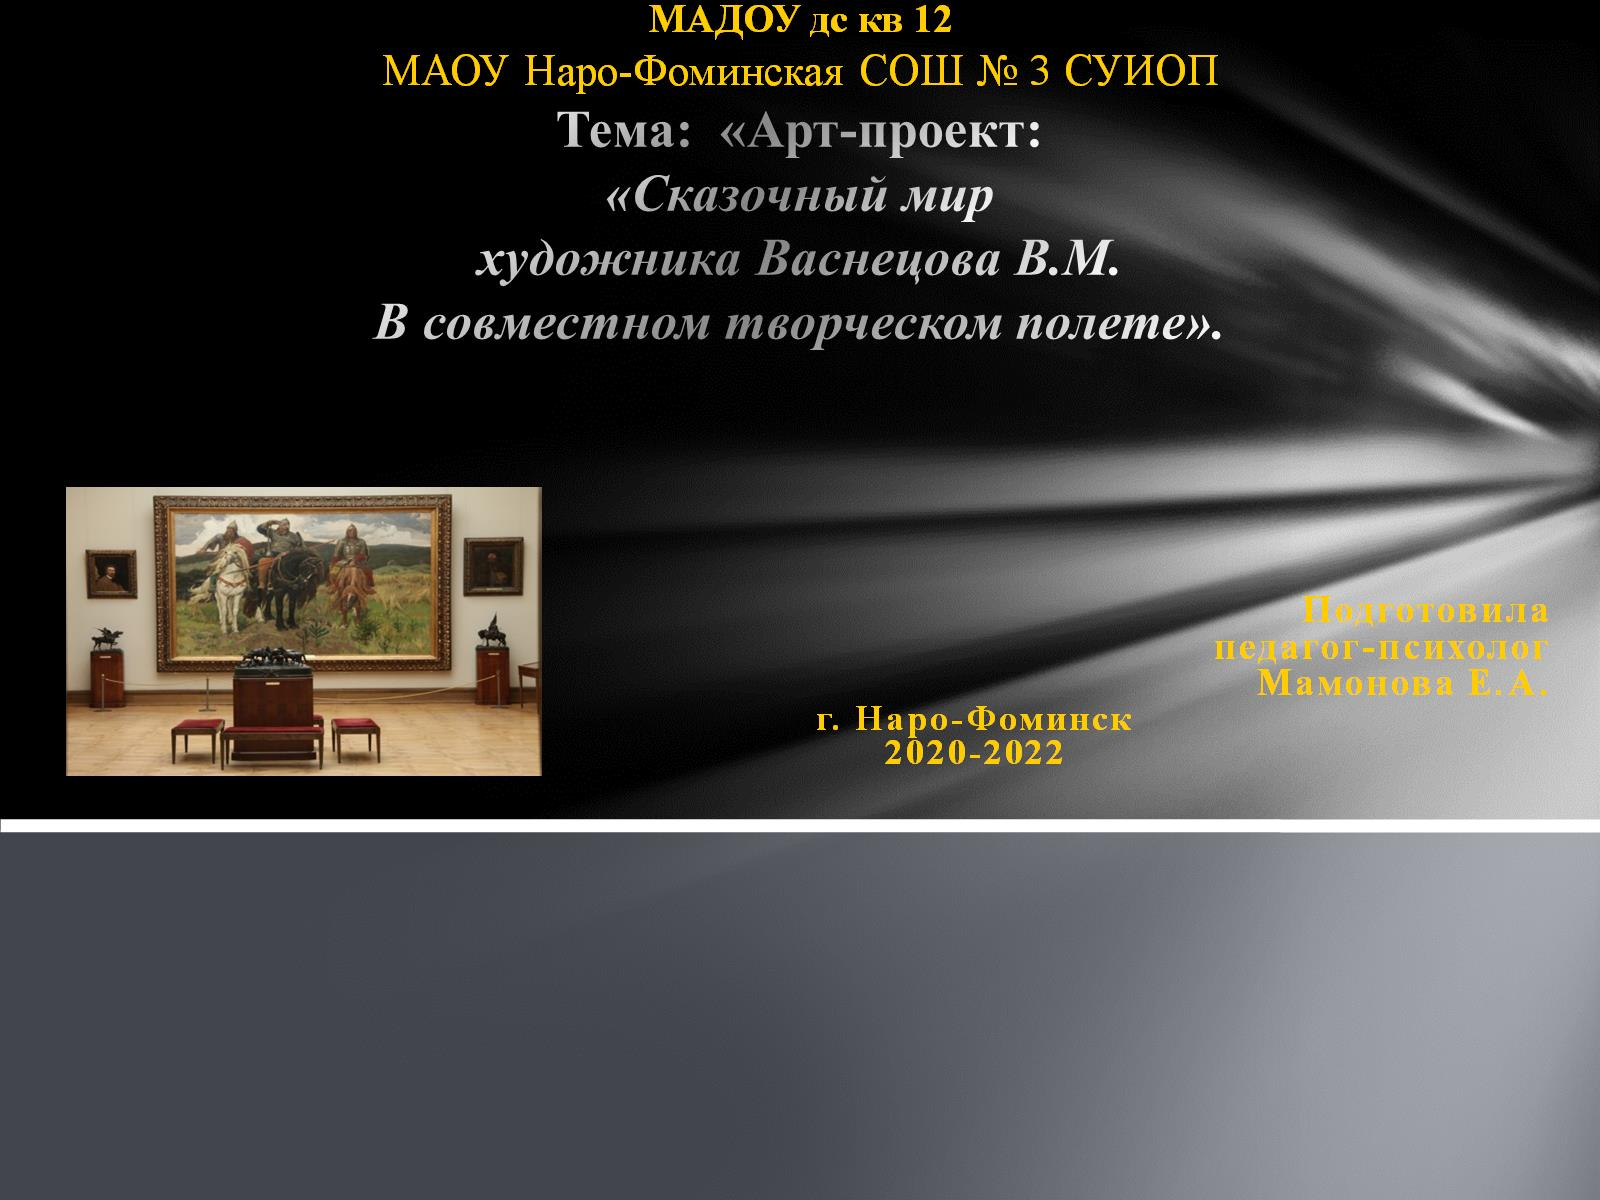 МАДОУ дс кв 12
МАОУ Наро-Фоминская СОШ № 3 СУИОП
Тема: «Арт-проект:
«Сказочный мир
художника Васнецова В.М.
В совместном творческом полете».
Подготовила
педагог-психолог
Мамонова Е.А.
г. Наро-Фоминск
2020-2022